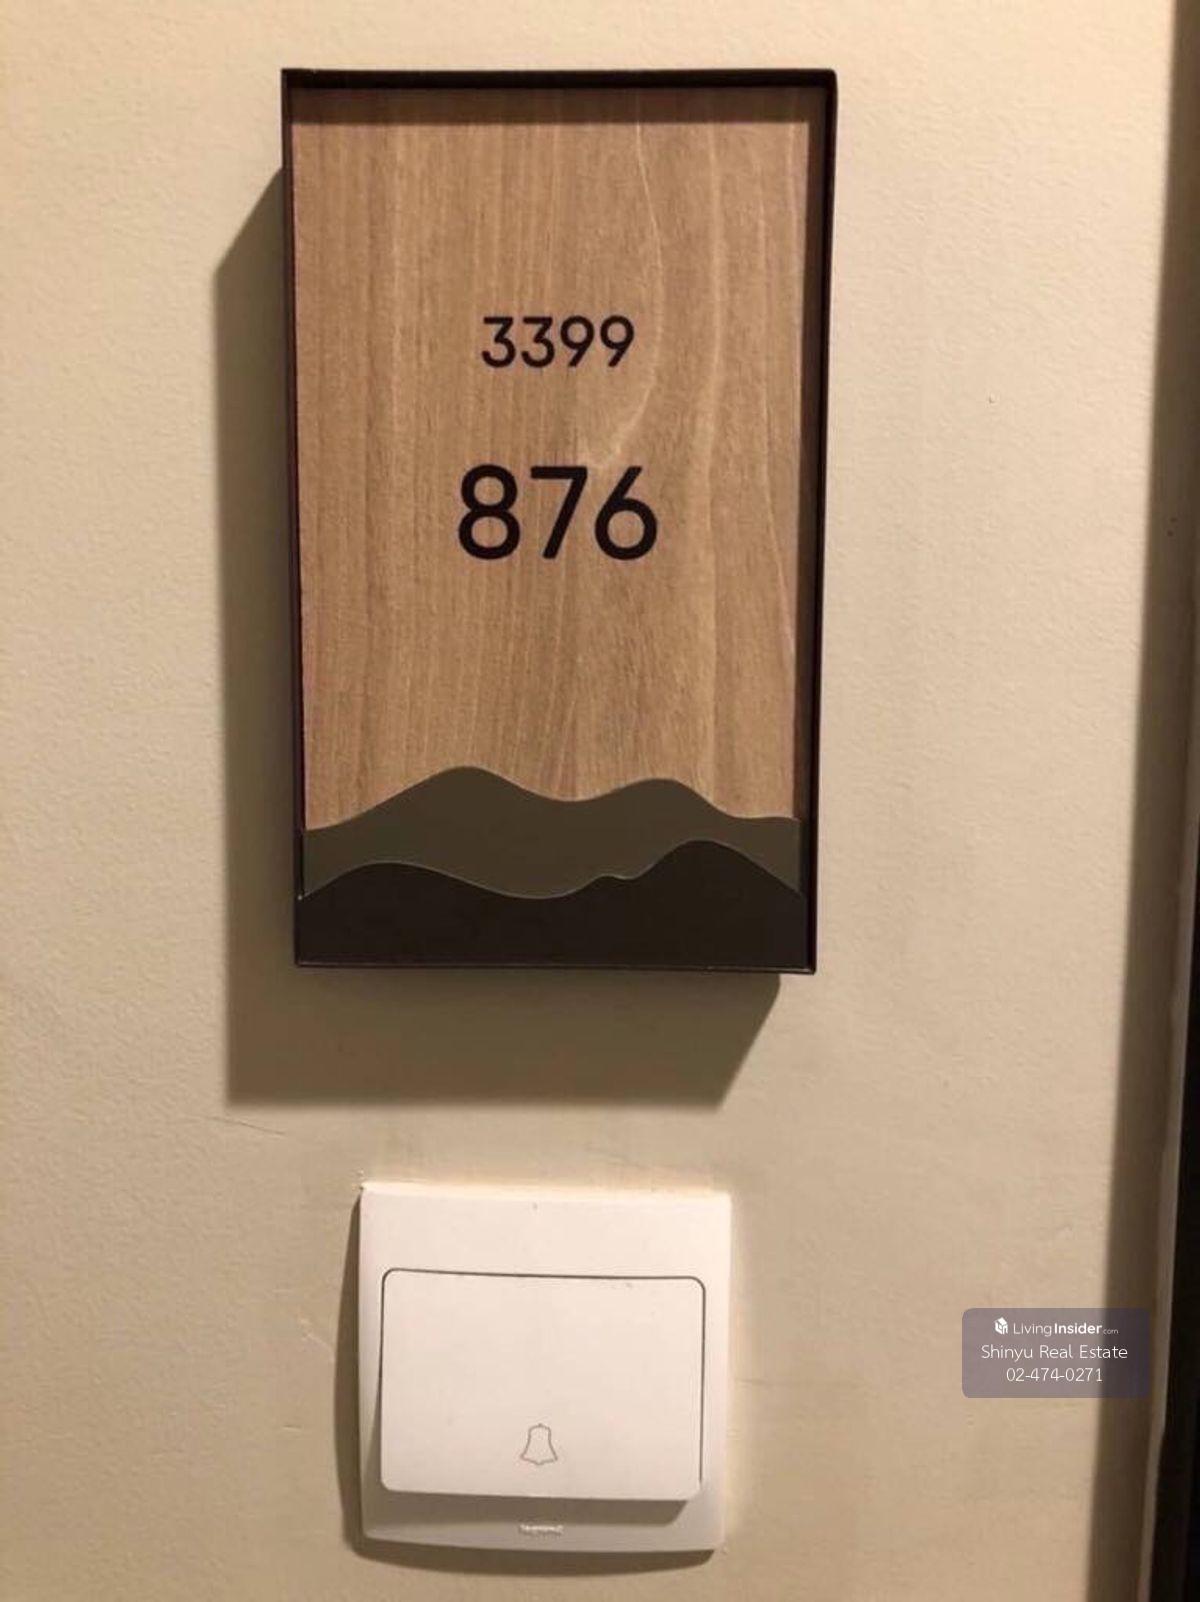 3399
876
LivingInsider.com
Shinyu Real Estate
02-474-0271